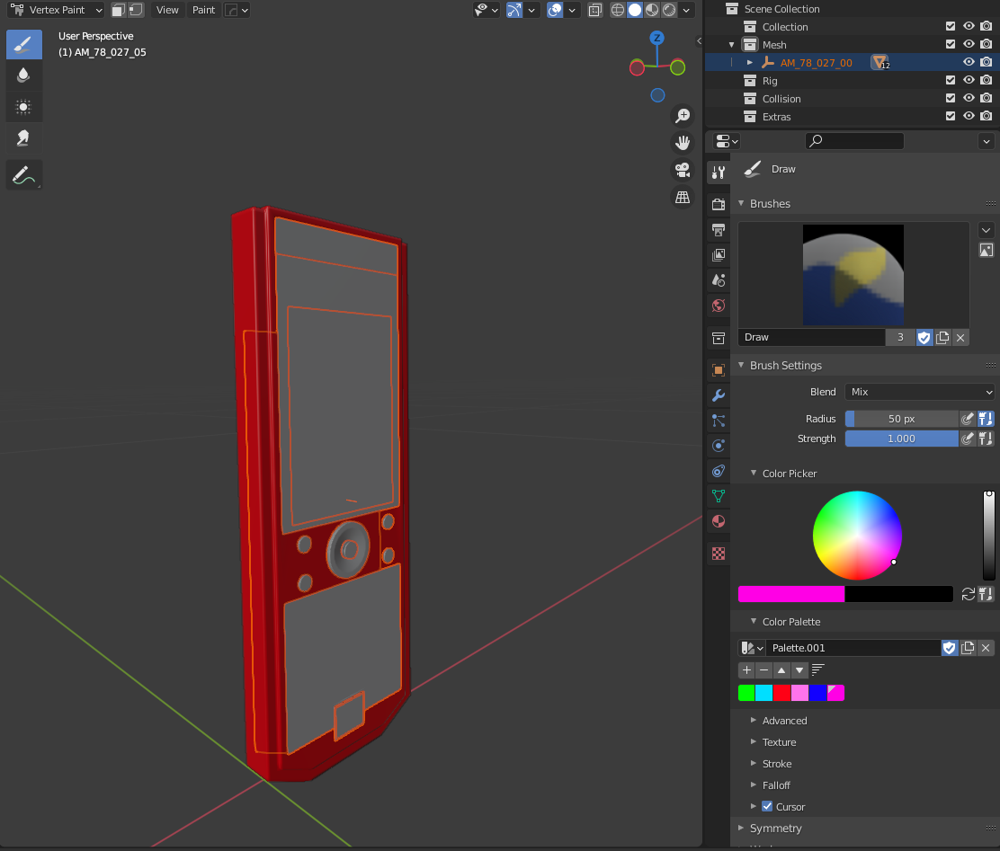 Vertex Paint View Paint
User Perspective
(1) AM_78_027_05
Z
Scene Collection
Collection
Mesh
AM_78_027_00 12
Rig
Collision
Extras
Draw
Brushes
Draw 3
Brush Settings
Blend Mix
Radius 50 px
Strength 1.000
Color Picker
Color Palette
Palette.001
Advanced
Texture
Stroke
Falloff
Cursor
Symmetry